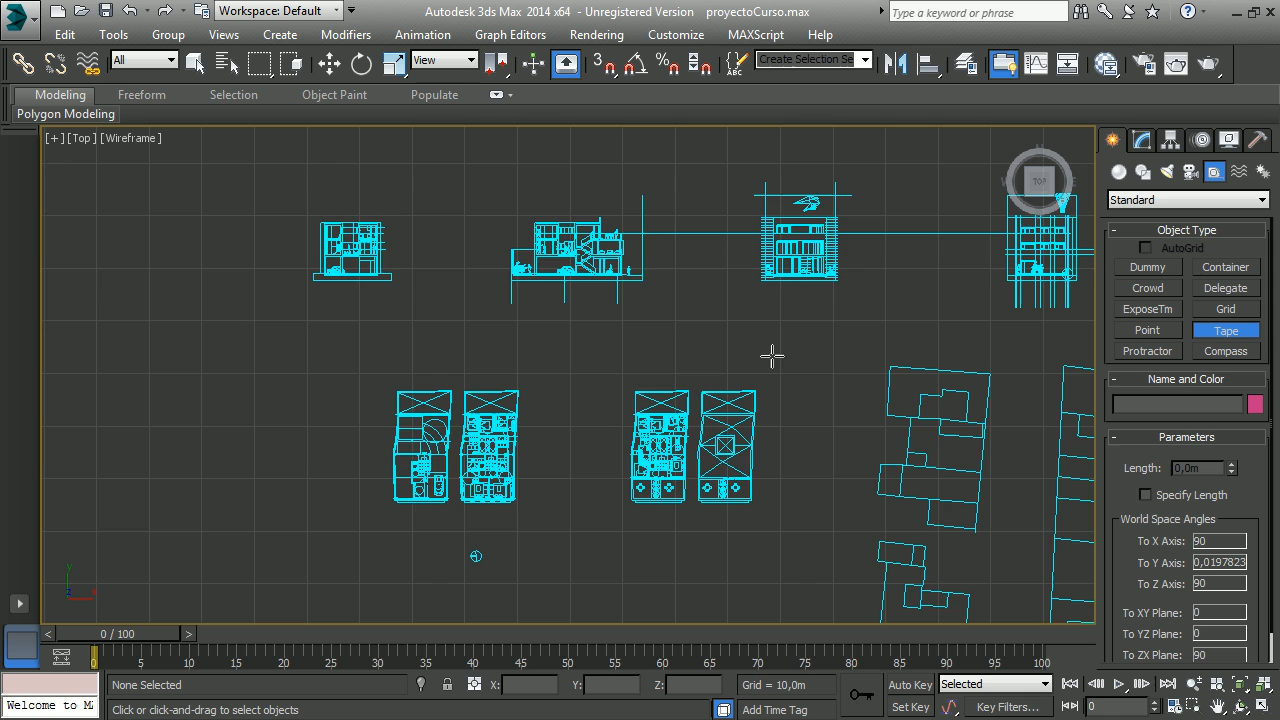 Workspace: Default
Autodesk 3ds Max 2014 x64 - Unregistered Version proyectoCurso.max
Type a keyword or phrase
Edit Tools Group Views Create Modifiers Animation Graph Editors Rendering Customize MAXScript Help
All View 3 Create Selection Se
Modeling Freeform Selection Object Paint Populate
Polygon Modeling
[+][Top][Wireframe]
TOP
Standard
- Object Type
AutoGrid
Dummy Container
Crowd Delegate
ExposeTm Grid
Point Tape
Protractor Compass
- Name and Color
- Parameters
Length: 0,0m
Specify Length
World Space Angles
To X Axis: 90
To Y Axis: 0,0197823
To Z Axis: 90
To XY Plane: 0
To YZ Plane: 0
To ZX Plane: 90
y
x
z
< 0 / 100 >
0 5 10 15 20 25 30 35 40 45 50 55 60 65 70 75 80 85 90 95 100
None Selected X: Y: Z: Grid = 10,0m Auto Key Selected
Welcome to M Click or click-and-drag to select objects Add Time Tag Set Key Key Filters... 0